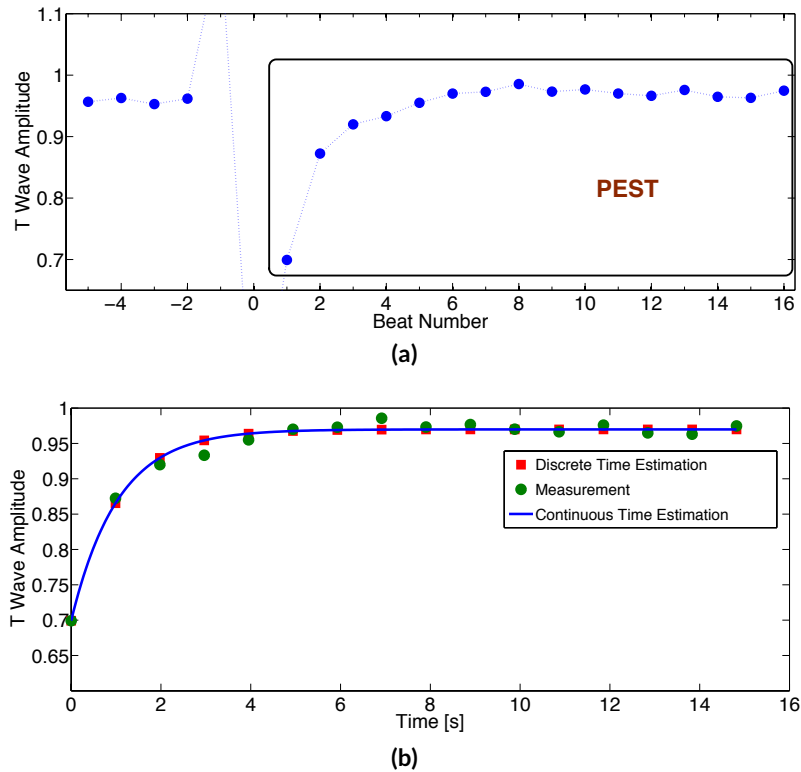 1.1
1
0.9
0.8
0.7
T Wave Amplitude
PEST
−4 −2 0 2 4 6 8 10 12 14 16
Beat Number
(a)
1
0.95
0.9
0.85
0.8
0.75
0.7
0.65
T Wave Amplitude
Discrete Time Estimation
Measurement
Continuous Time Estimation
0 2 4 6 8 10 12 14 16
Time [s]
(b)